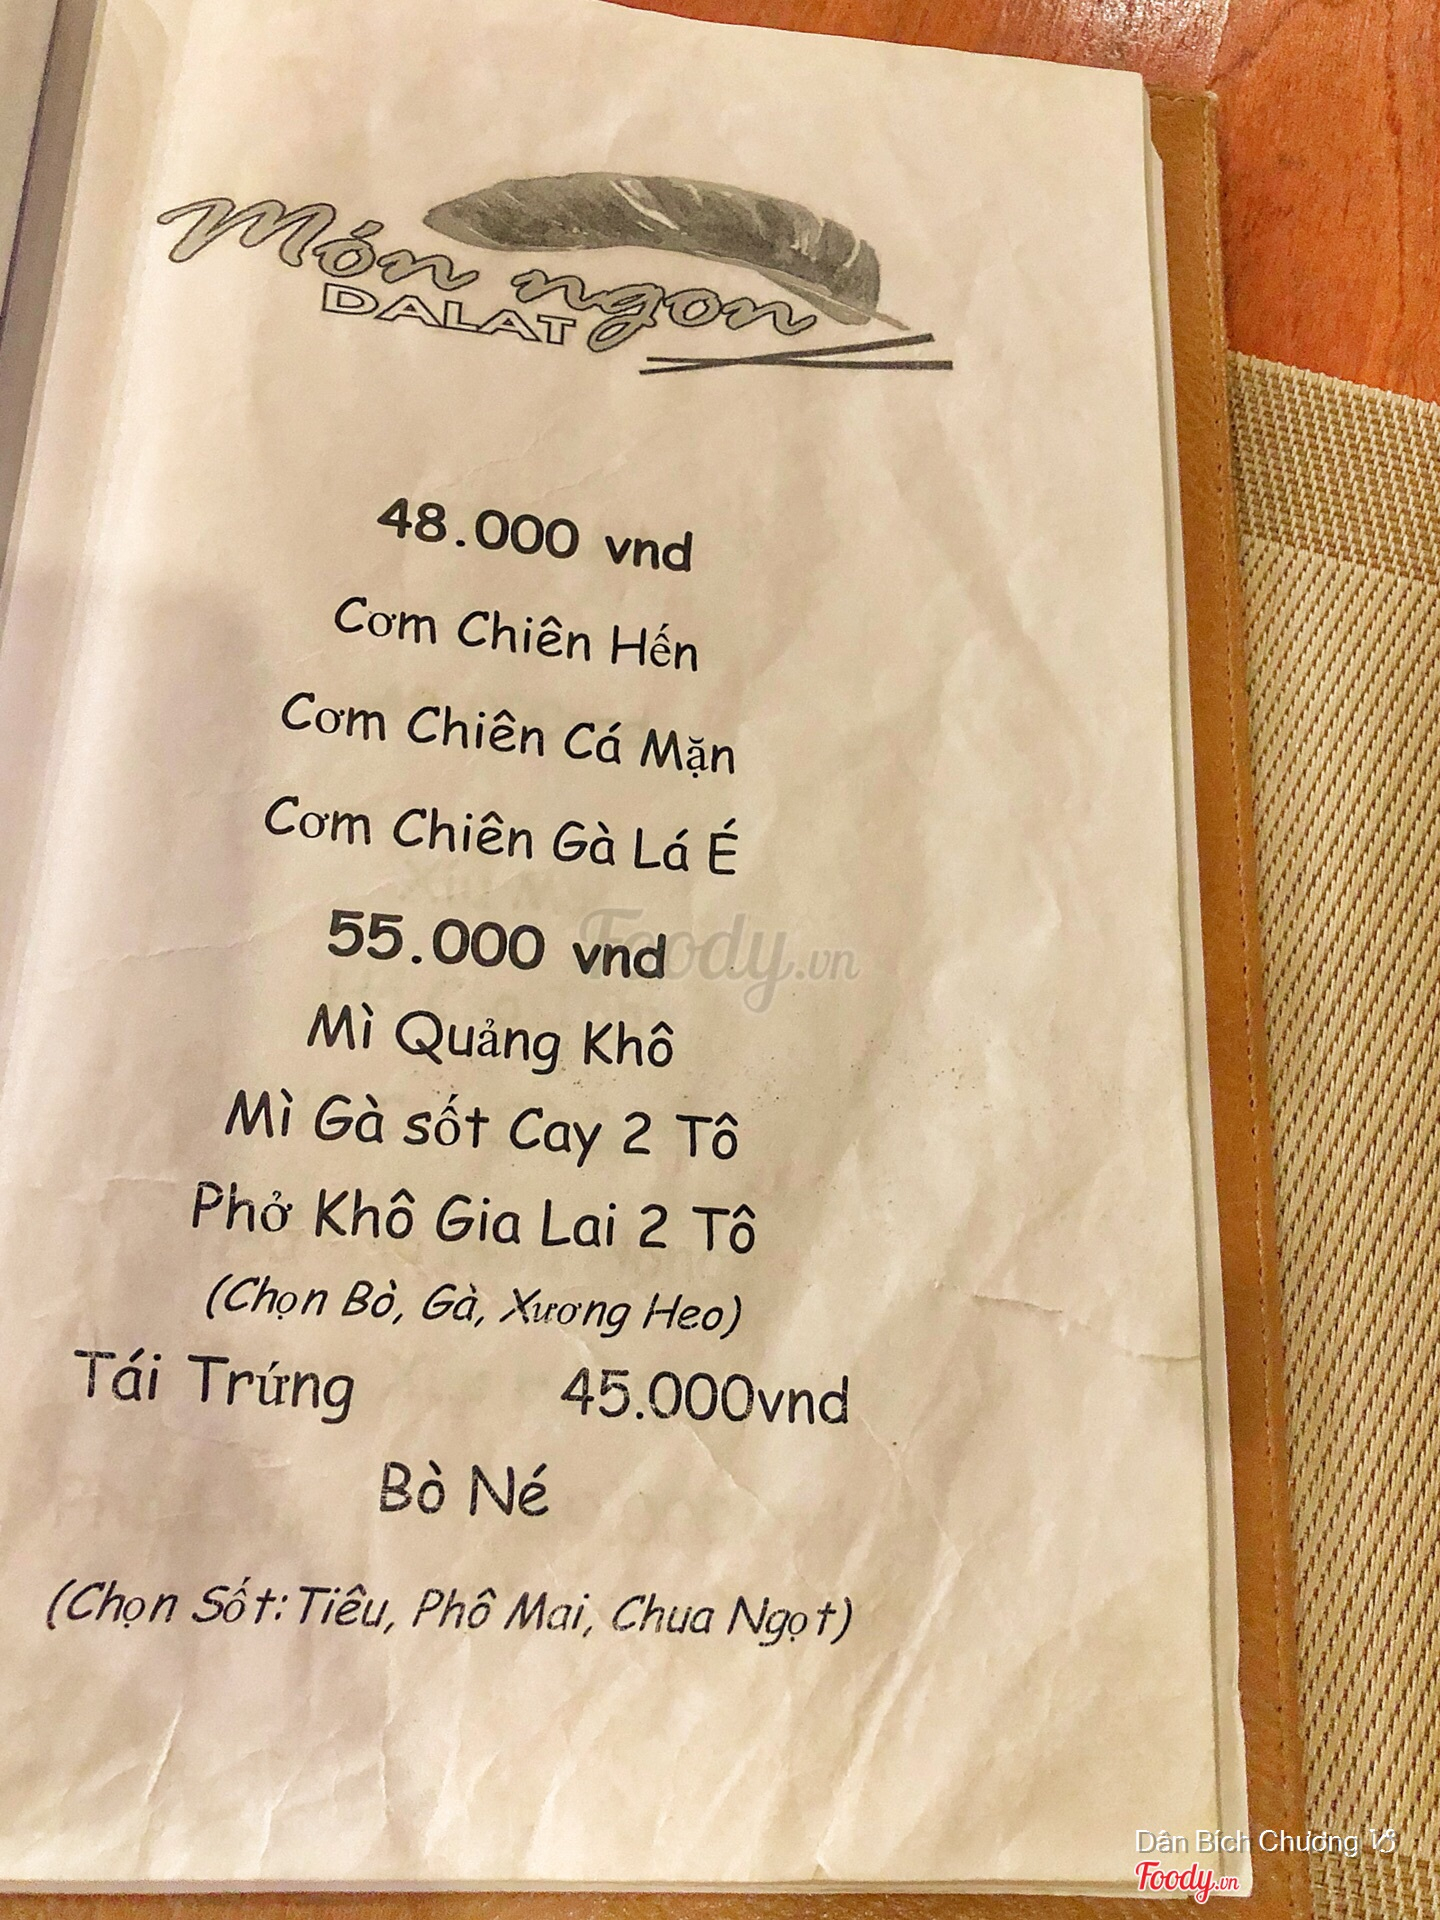 Món ngon
DALAT
48.000 vnd
Cơm Chiên Hến
Cơm Chiên Cá Mặn
Cơm Chiên Gà Lá É
55.000 vnd
Foody.vn
Mì Quảng Khô
Mì Gà sốt Cay 2 Tô
Phở Khô Gia Lai 2 Tô
(Chọn Bò, Gà, Xương Heo)
Tái Trứng 45.000vnd
Bò Né
(Chọn Sốt: Tiêu, Phô Mai, Chua Ngọt)
Dân Bích Chương
Foody.vn